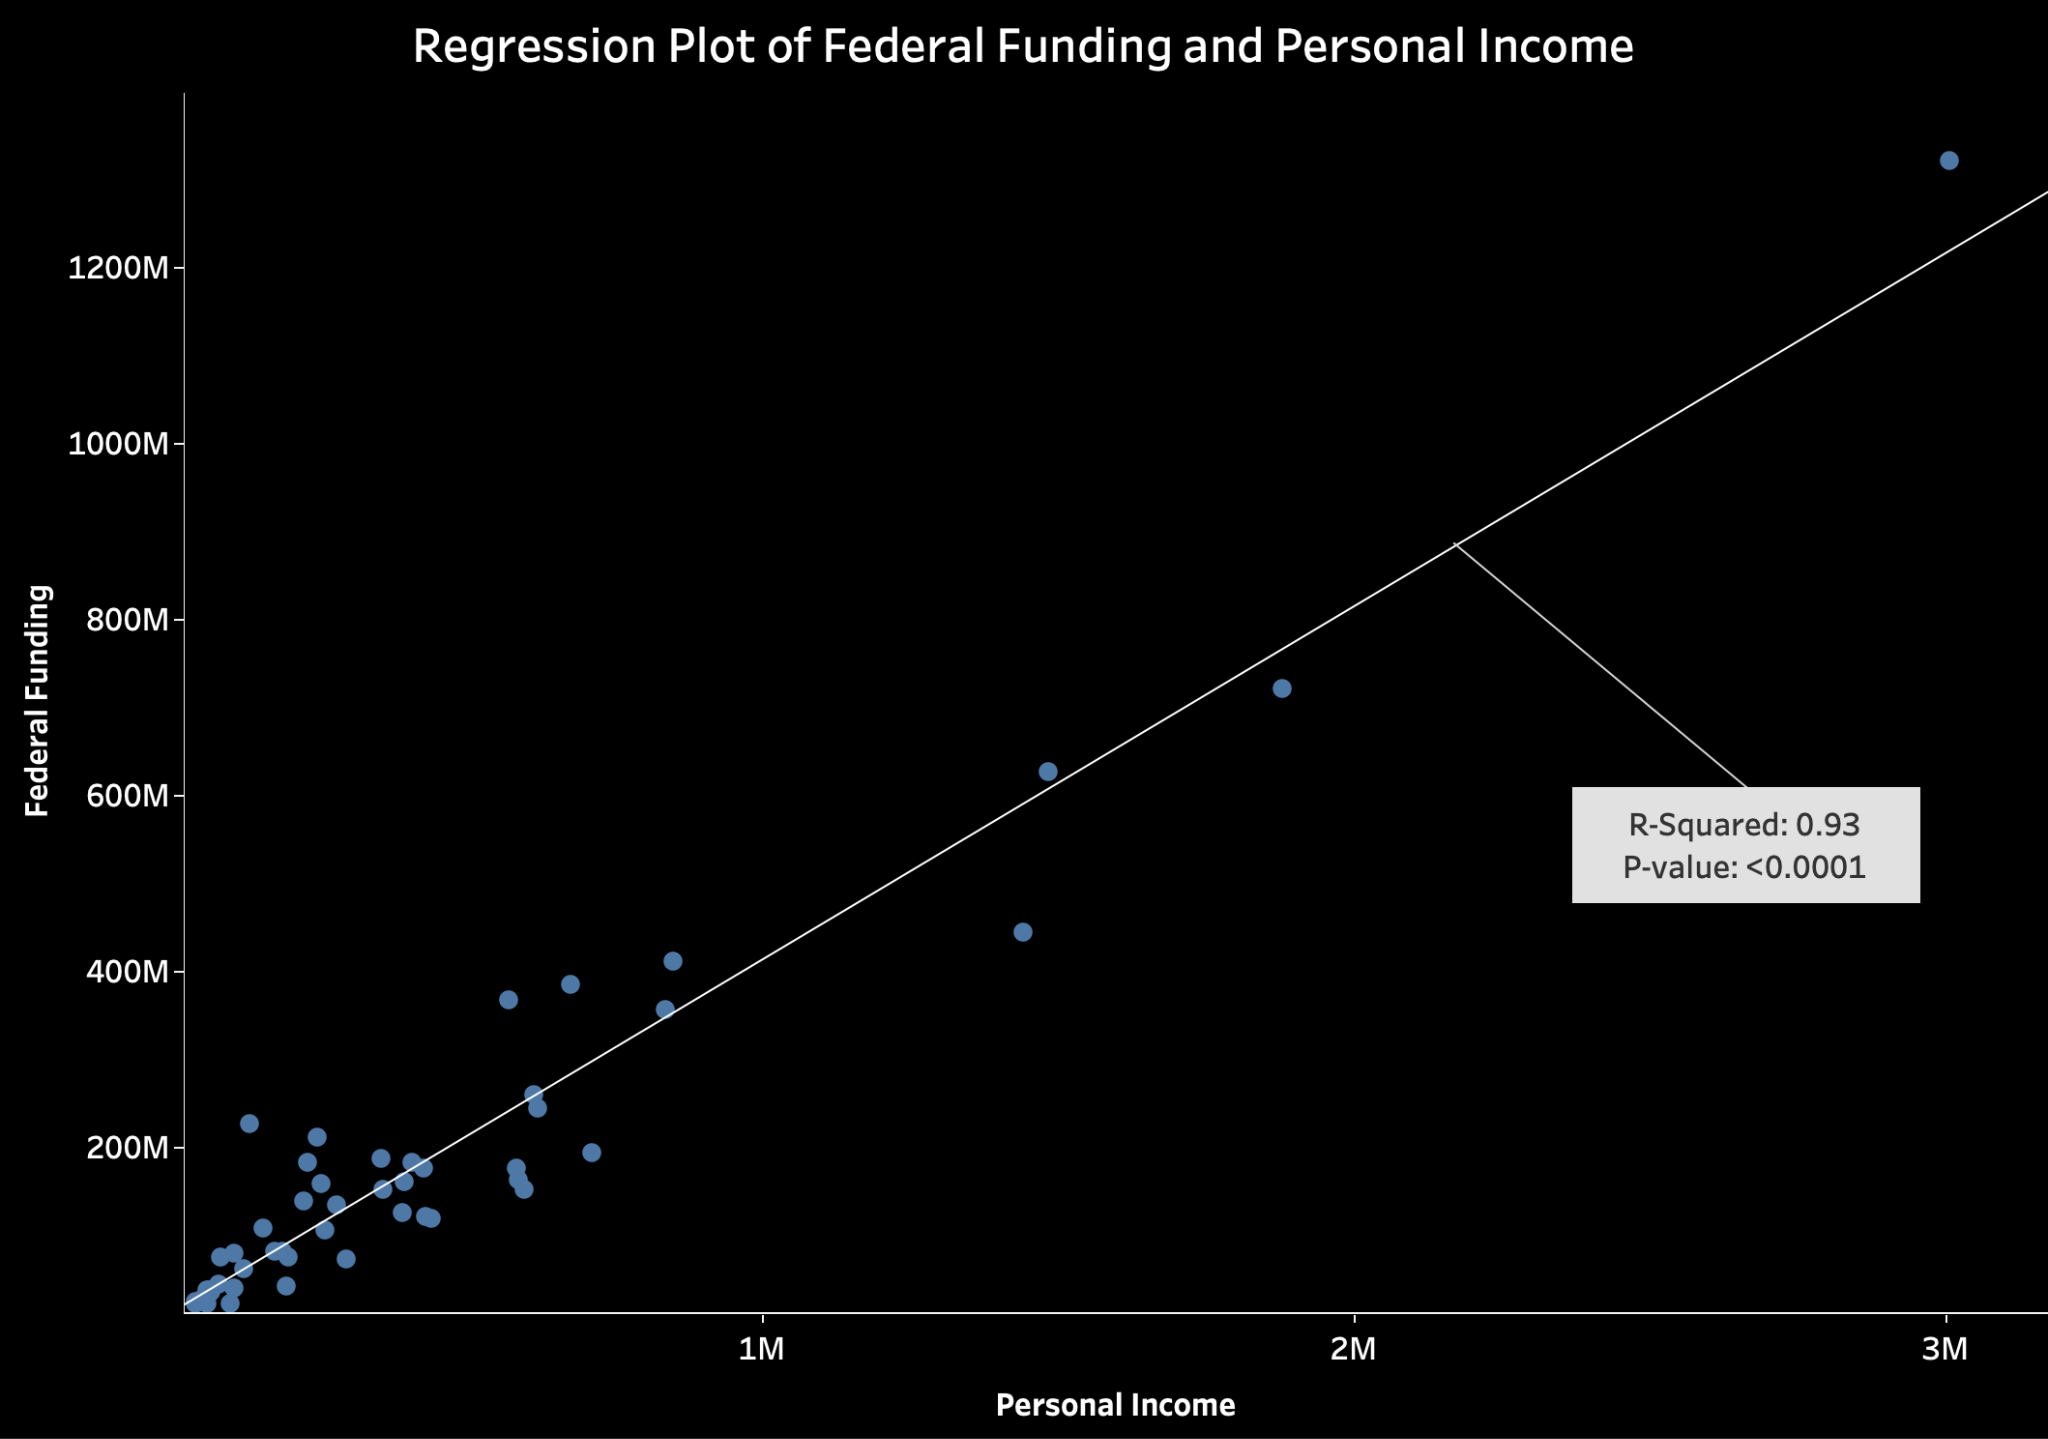 Regression Plot of Federal Funding and Personal Income
1200M
1000M
800M
600M
400M
200M
Federal Funding
R-Squared: 0.93
P-value: <0.0001
1M
2M
3M
Personal Income